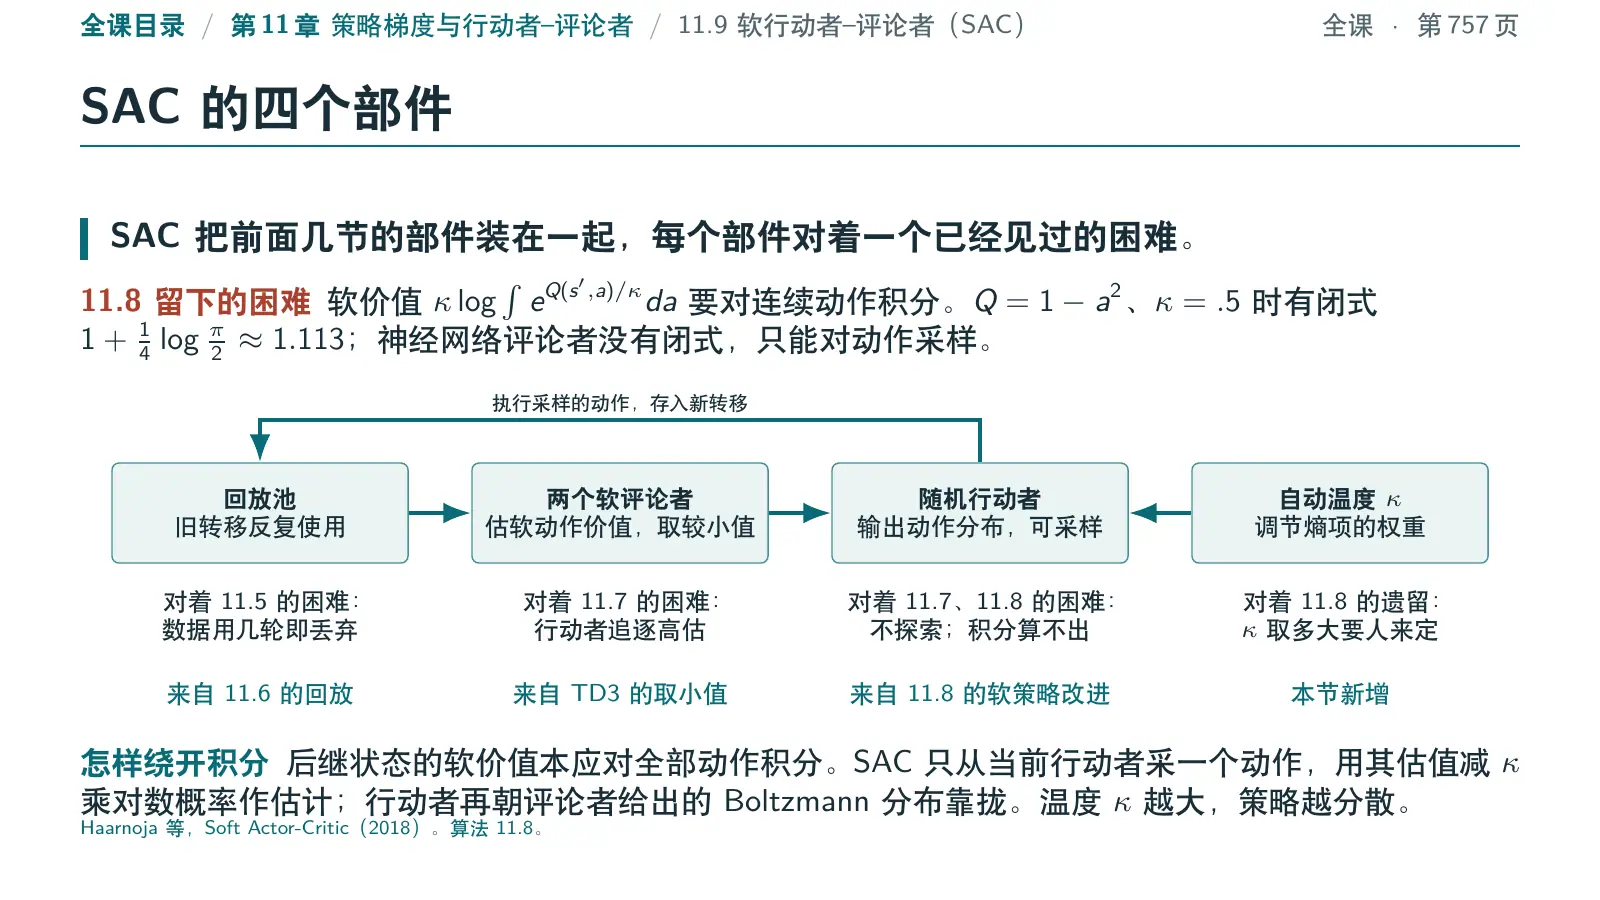 全课目录 / 第 11 章 策略梯度与行动者–评论者 / 11.9 软行动者–评论者（SAC） 全课 · 第 757 页
SAC 的四个部件
SAC 把前面几节的部件装在一起，每个部件对着一个已经见过的困难。
11.8 留下的困难 软价值 κ log ∫ e^{Q(s′,a)/κ} da 要对连续动作积分。Q = 1 − a²、κ = .5 时有闭式
1 + 1/4 log π/2 ≈ 1.113；神经网络评论者没有闭式，只能对动作采样。
执行采样的动作，存入新转移
回放池
旧转移反复使用
两个软评论者
估软动作价值，取较小值
随机行动者
输出动作分布，可采样
自动温度 κ
调节熵项的权重
对着 11.5 的困难：
数据用几轮即丢弃
对着 11.7 的困难：
行动者追逐高估
对着 11.7、11.8 的困难：
不探索；积分算不出
对着 11.8 的遗留：
κ 取多大要人来定
来自 11.6 的回放
来自 TD3 的取小值
来自 11.8 的软策略改进
本节新增
怎样绕开积分 后继状态的软价值本应对全部动作积分。SAC 只从当前行动者采一个动作，用其估值减 κ
乘对数概率作估计；行动者再朝评论者给出的 Boltzmann 分布靠拢。温度 κ 越大，策略越分散。
Haarnoja 等，Soft Actor-Critic（2018）。算法 11.8。